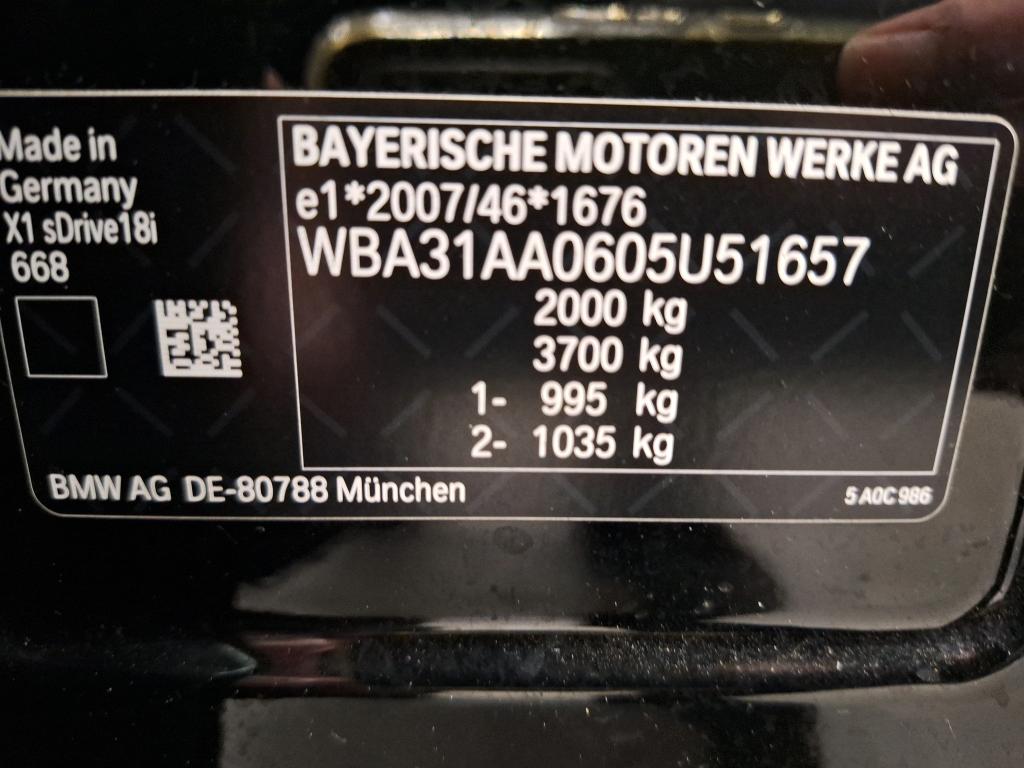 Made in
Germany
X1 sDrive18i
668
BAYERISCHE MOTOREN WERKE AG
e1*2007/46*1676
WBA31AA0605U51657
2000 kg
3700 kg
1- 995 kg
2- 1035 kg
BMW AG DE-80788 München
5 A0C 986